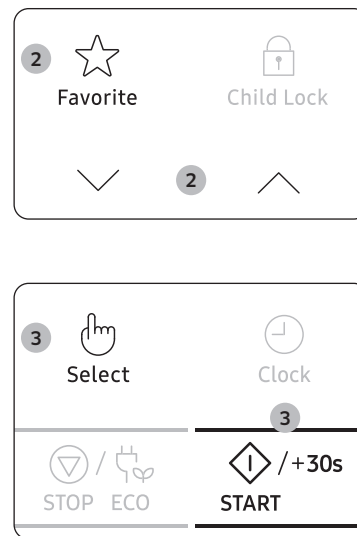 2
Favorite Child Lock
2
3
Select Clock
3
/ /+30s
STOP ECO START